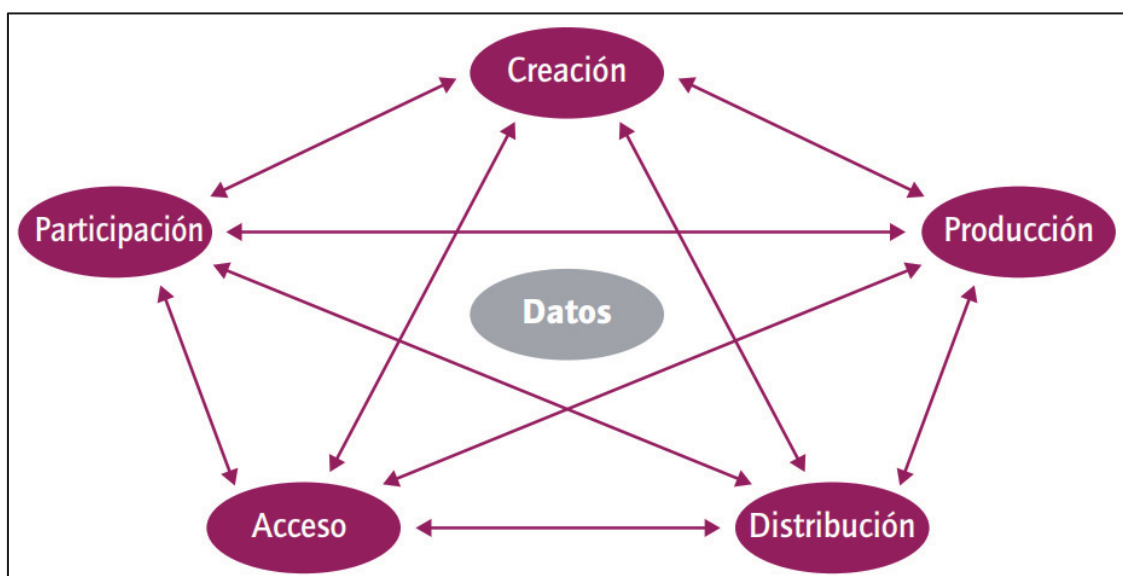 Creación
Participación
Producción
Datos
Acceso
Distribución